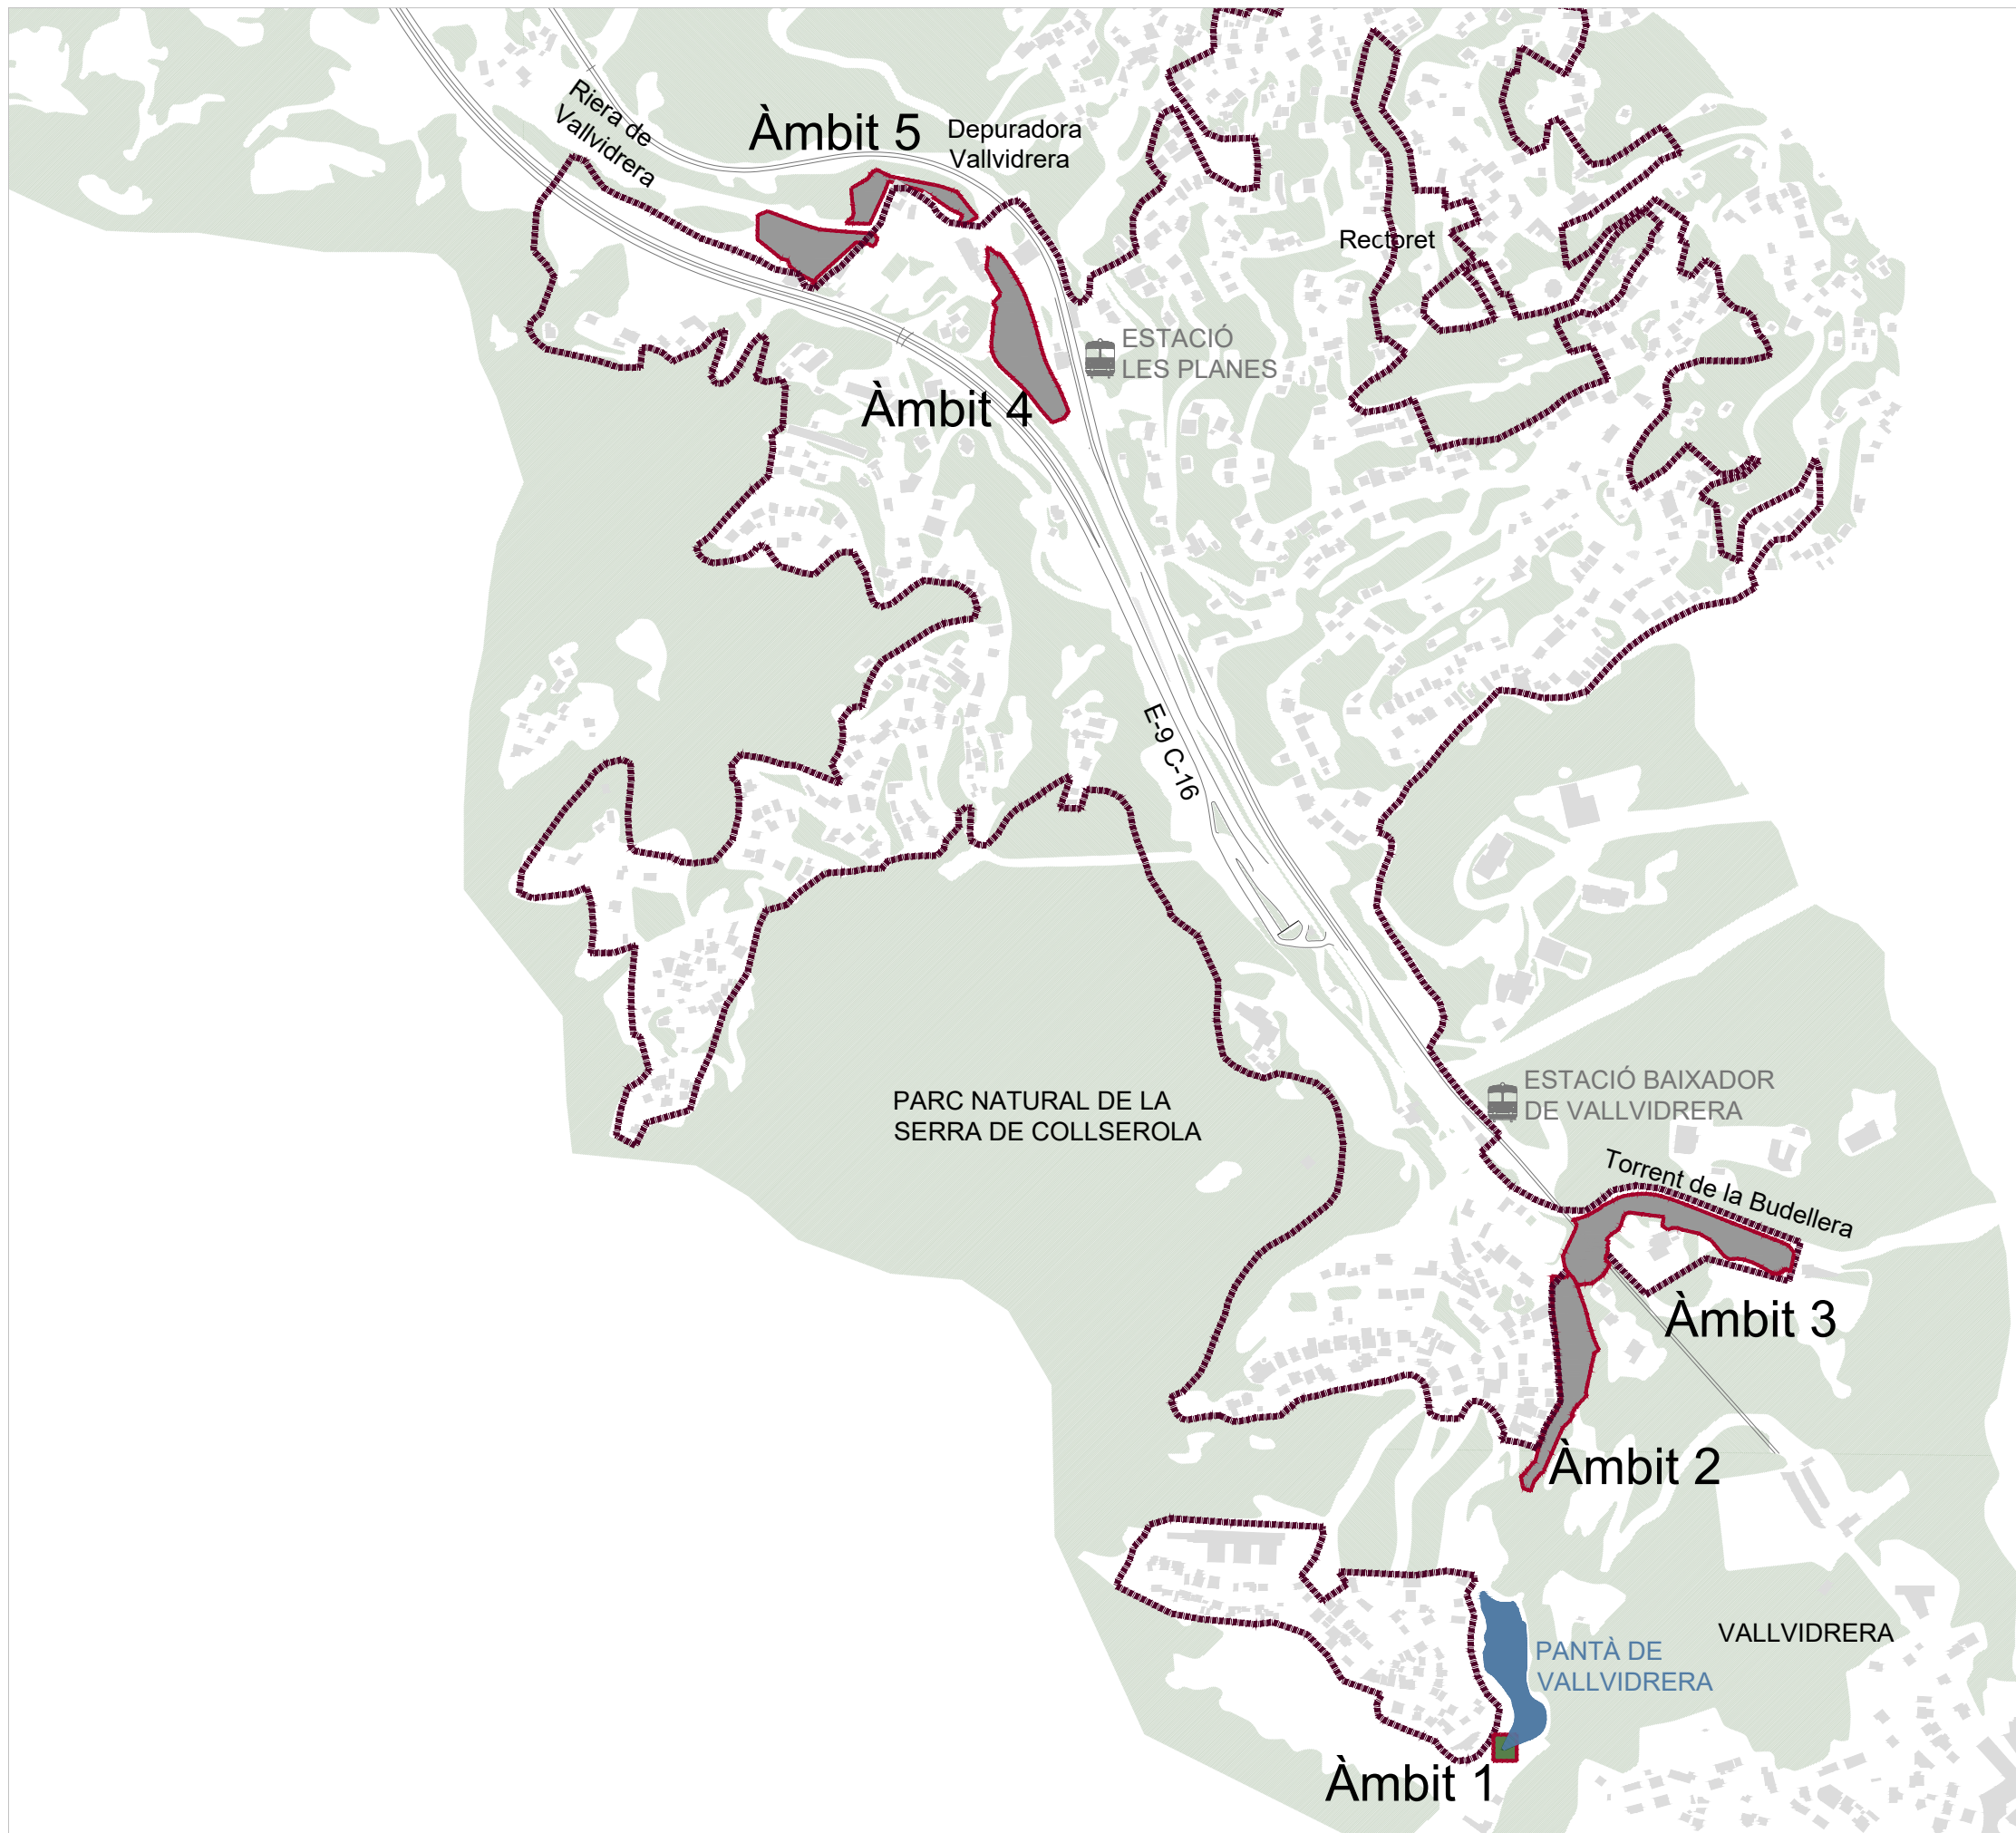 Riera de
Vallvidrera
Àmbit 5
Depuradora
Vallvidrera
Rectoret
ESTACIÓ
LES PLANES
Àmbit 4
E-9 C-16
PARC NATURAL DE LA
SERRA DE COLLSEROLA
ESTACIÓ BAIXADOR
DE VALLVIDRERA
Torrent de la Budellera
Àmbit 3
Àmbit 2
VALLVIDRERA
PANTÀ DE
VALLVIDRERA
Àmbit 1